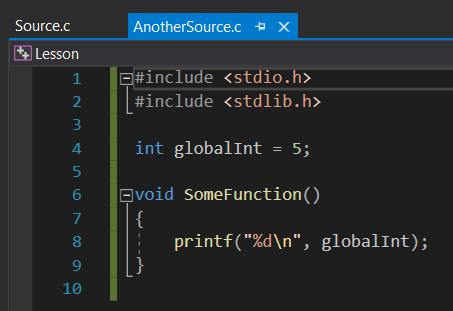 Source.c AnotherSource.c
Lesson
1 #include <stdio.h>
2 #include <stdlib.h>
3
4 int globalInt = 5;
5
6 void SomeFunction()
7 {
8     printf("%d\n", globalInt);
9 }
10